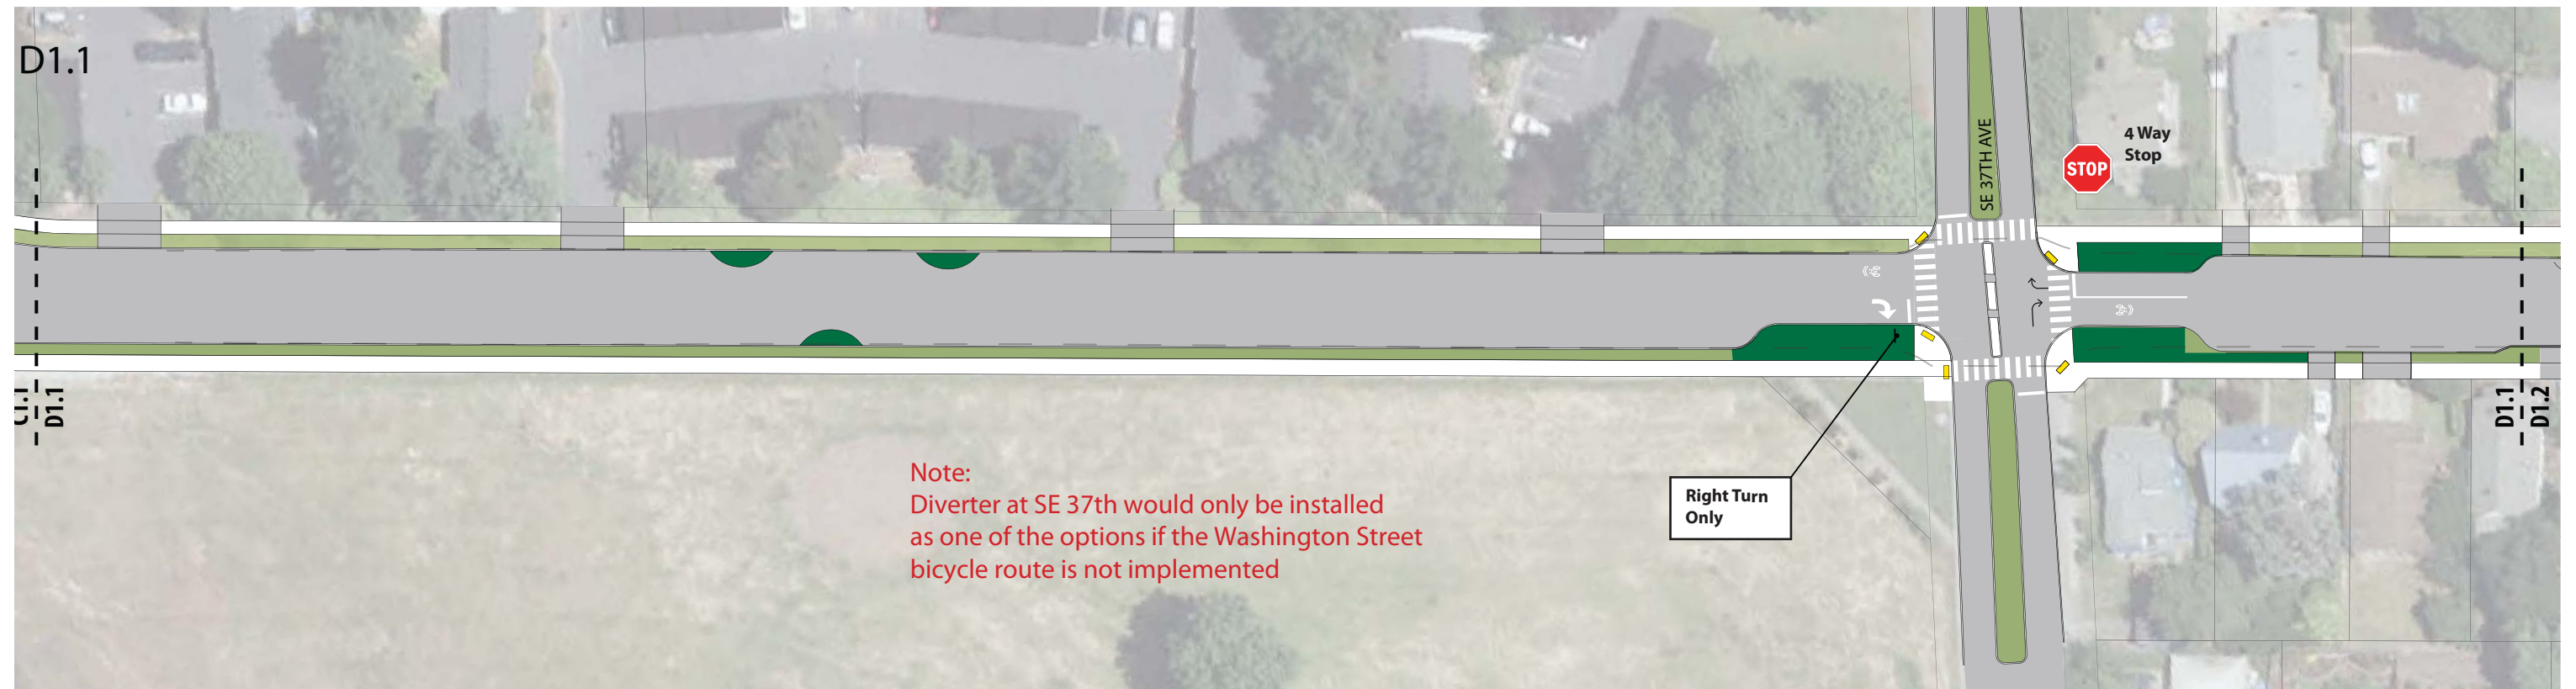 D1.1
SE 37TH AVE
STOP
4 Way
Stop
D1.1
D1.1
D1.2
Note:
Diverter at SE 37th would only be installed
as one of the options if the Washington Street
bicycle route is not implemented
Right Turn
Only